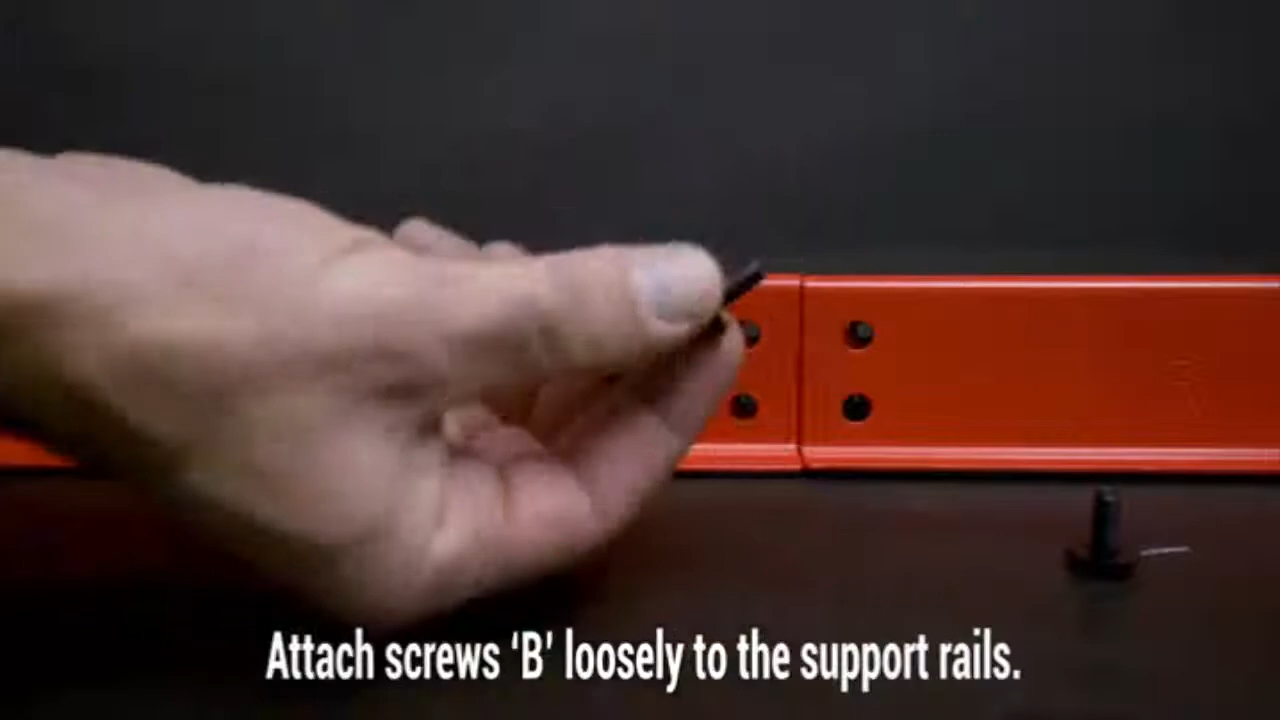 Attach screws ‘B’ loosely to the support rails.